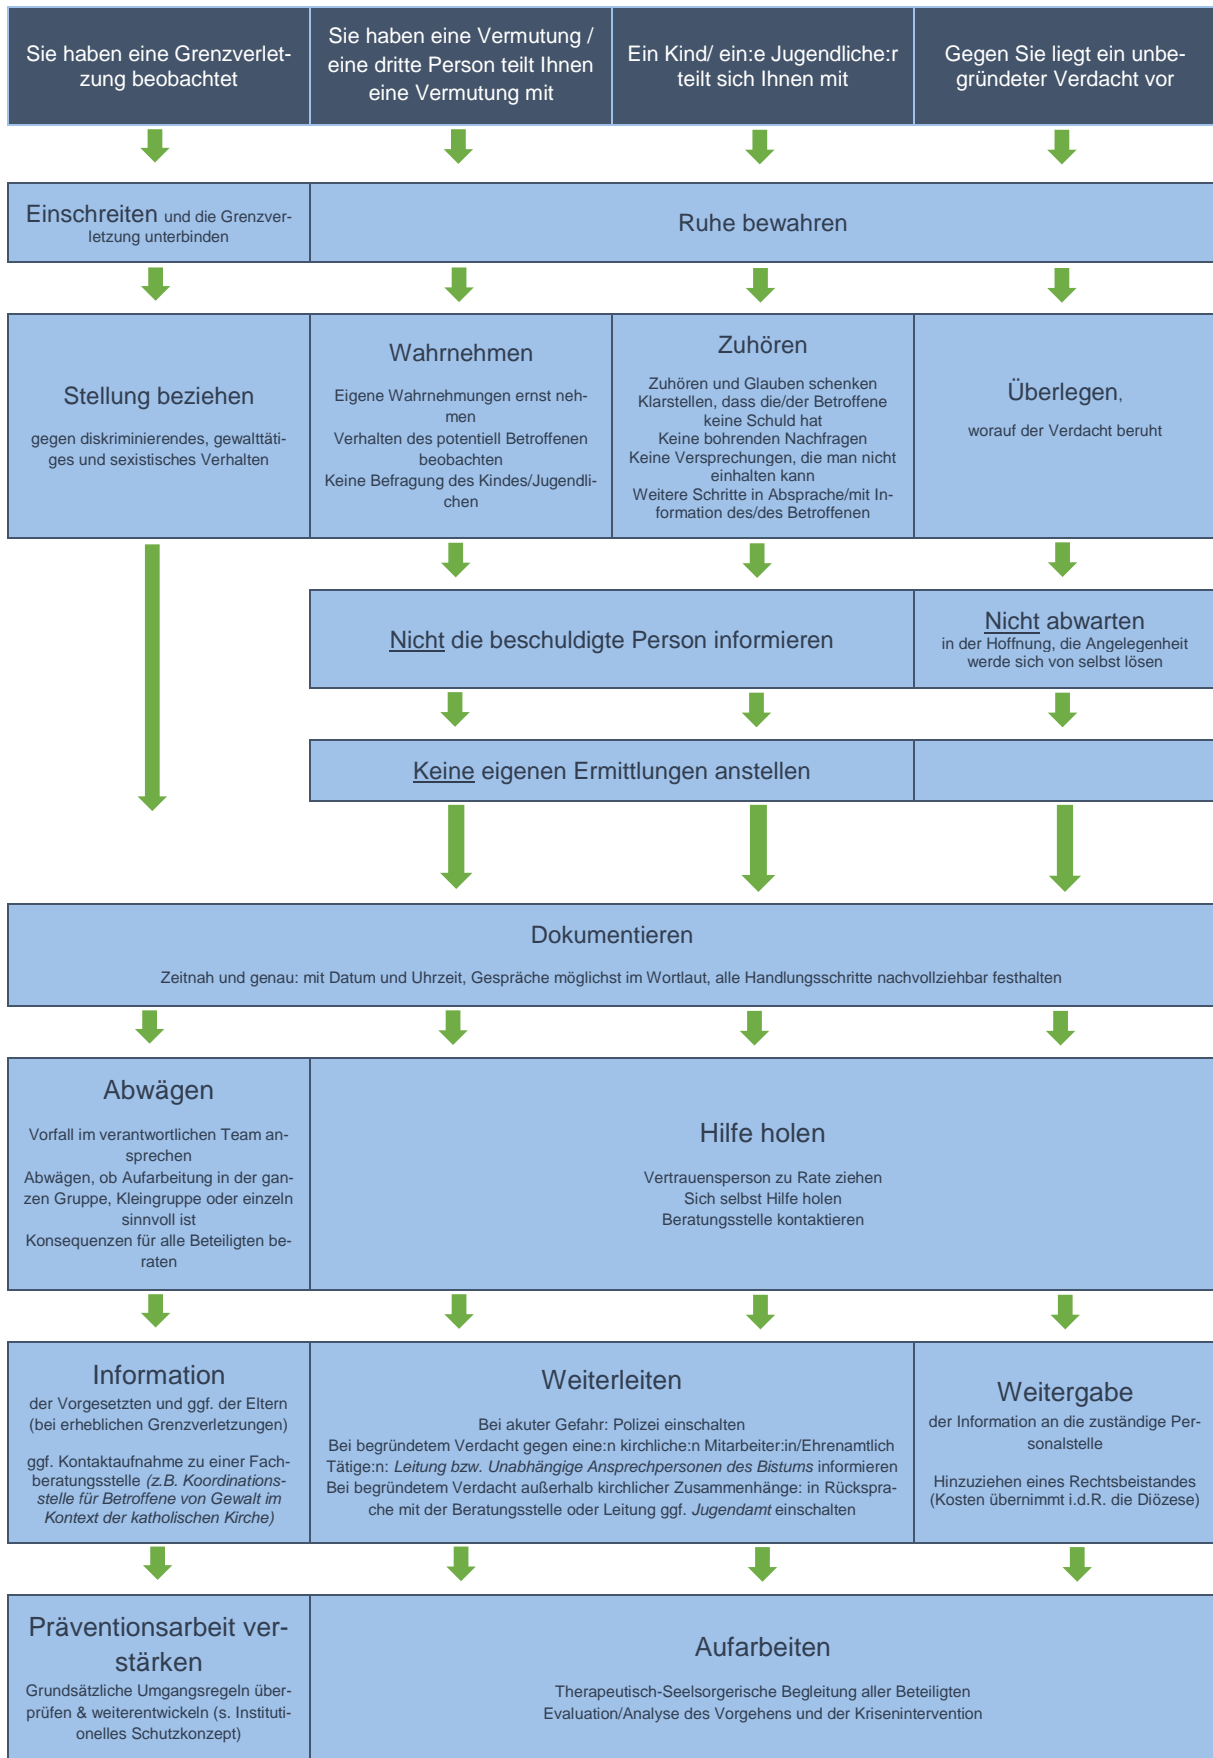 Sie haben eine Grenzverlet-
zung beobachtet
Sie haben eine Vermutung /
eine dritte Person teilt Ihnen
eine Vermutung mit
Ein Kind/ ein:e Jugendliche:r
teilt sich Ihnen mit
Gegen Sie liegt ein unbe-
gründeter Verdacht vor
Einschreiten und die Grenzver-
letzung unterbinden
Ruhe bewahren
Stellung beziehen
gegen diskriminierendes, gewalttäti-
ges und sexistisches Verhalten
Wahrnehmen
Eigene Wahrnehmungen ernst neh-
men
Verhalten des potentiell Betroffenen
beobachten
Keine Befragung des Kindes/Jugendli-
chen
Zuhören
Zuhören und Glauben schenken
Klarstellen, dass die/der Betroffene
keine Schuld hat
Keine bohrenden Nachfragen
Keine Versprechungen, die man nicht
einhalten kann
Weitere Schritte in Absprache/mit In-
formation des/des Betroffenen
Überlegen,
worauf der Verdacht beruht
Nicht die beschuldigte Person informieren
Nicht abwarten
in der Hoffnung, die Angelegenheit
werde sich von selbst lösen
Keine eigenen Ermittlungen anstellen
Dokumentieren
Zeitnah und genau: mit Datum und Uhrzeit, Gespräche möglichst im Wortlaut, alle Handlungsschritte nachvollziehbar festhalten
Abwägen
Vorfall im verantwortlichen Team an-
sprechen
Abwägen, ob Aufarbeitung in der gan-
zen Gruppe, Kleingruppe oder einzeln
sinnvoll ist
Konsequenzen für alle Beteiligten be-
raten
Hilfe holen
Vertrauensperson zu Rate ziehen
Sich selbst Hilfe holen
Beratungsstelle kontaktieren
Information
der Vorgesetzten und ggf. der Eltern
(bei erheblichen Grenzverletzungen)
ggf. Kontaktaufnahme zu einer Fach-
beratungsstelle (z.B. Koordinations-
stelle für Betroffene von Gewalt im
Kontext der katholischen Kirche)
Weiterleiten
Bei akuter Gefahr: Polizei einschalten
Bei begründetem Verdacht gegen eine:n kirchliche:n Mitarbeiter:in/Ehrenamtlich
Tätige:n: Leitung bzw. Unabhängige Ansprechpersonen des Bistums informieren
Bei begründetem Verdacht außerhalb kirchlicher Zusammenhänge: in Rückspra-
che mit der Beratungsstelle oder Leitung ggf. Jugendamt einschalten
Weitergabe
der Information an die zuständige Per-
sonalstelle
Hinzuziehen eines Rechtsbeistandes
(Kosten übernimmt i.d.R. die Diözese)
Präventionsarbeit ver-
stärken
Grundsätzliche Umgangsregeln über-
prüfen & weiterentwickeln (s. Institutio-
onelles Schutzkonzept)
Aufarbeiten
Therapeutisch-Seelsorgerische Begleitung aller Beteiligten
Evaluation/Analyse des Vorgehens und der Krisenintervention